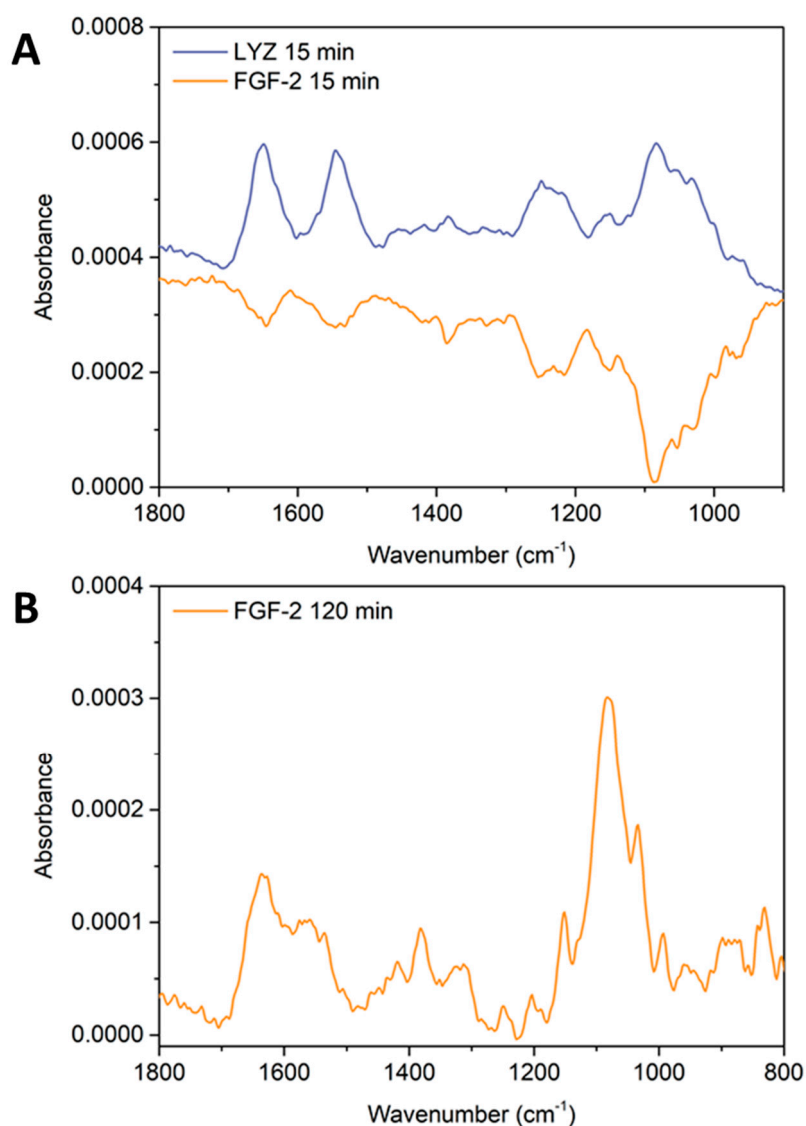 A
LYZ 15 min
FGF-2 15 min
0.0008
0.0006
0.0004
0.0002
0.0000
Absorbance
1800 1600 1400 1200 1000
Wavenumber (cm⁻¹)
B
FGF-2 120 min
0.0004
0.0003
0.0002
0.0001
0.0000
Absorbance
1800 1600 1400 1200 1000 800
Wavenumber (cm⁻¹)